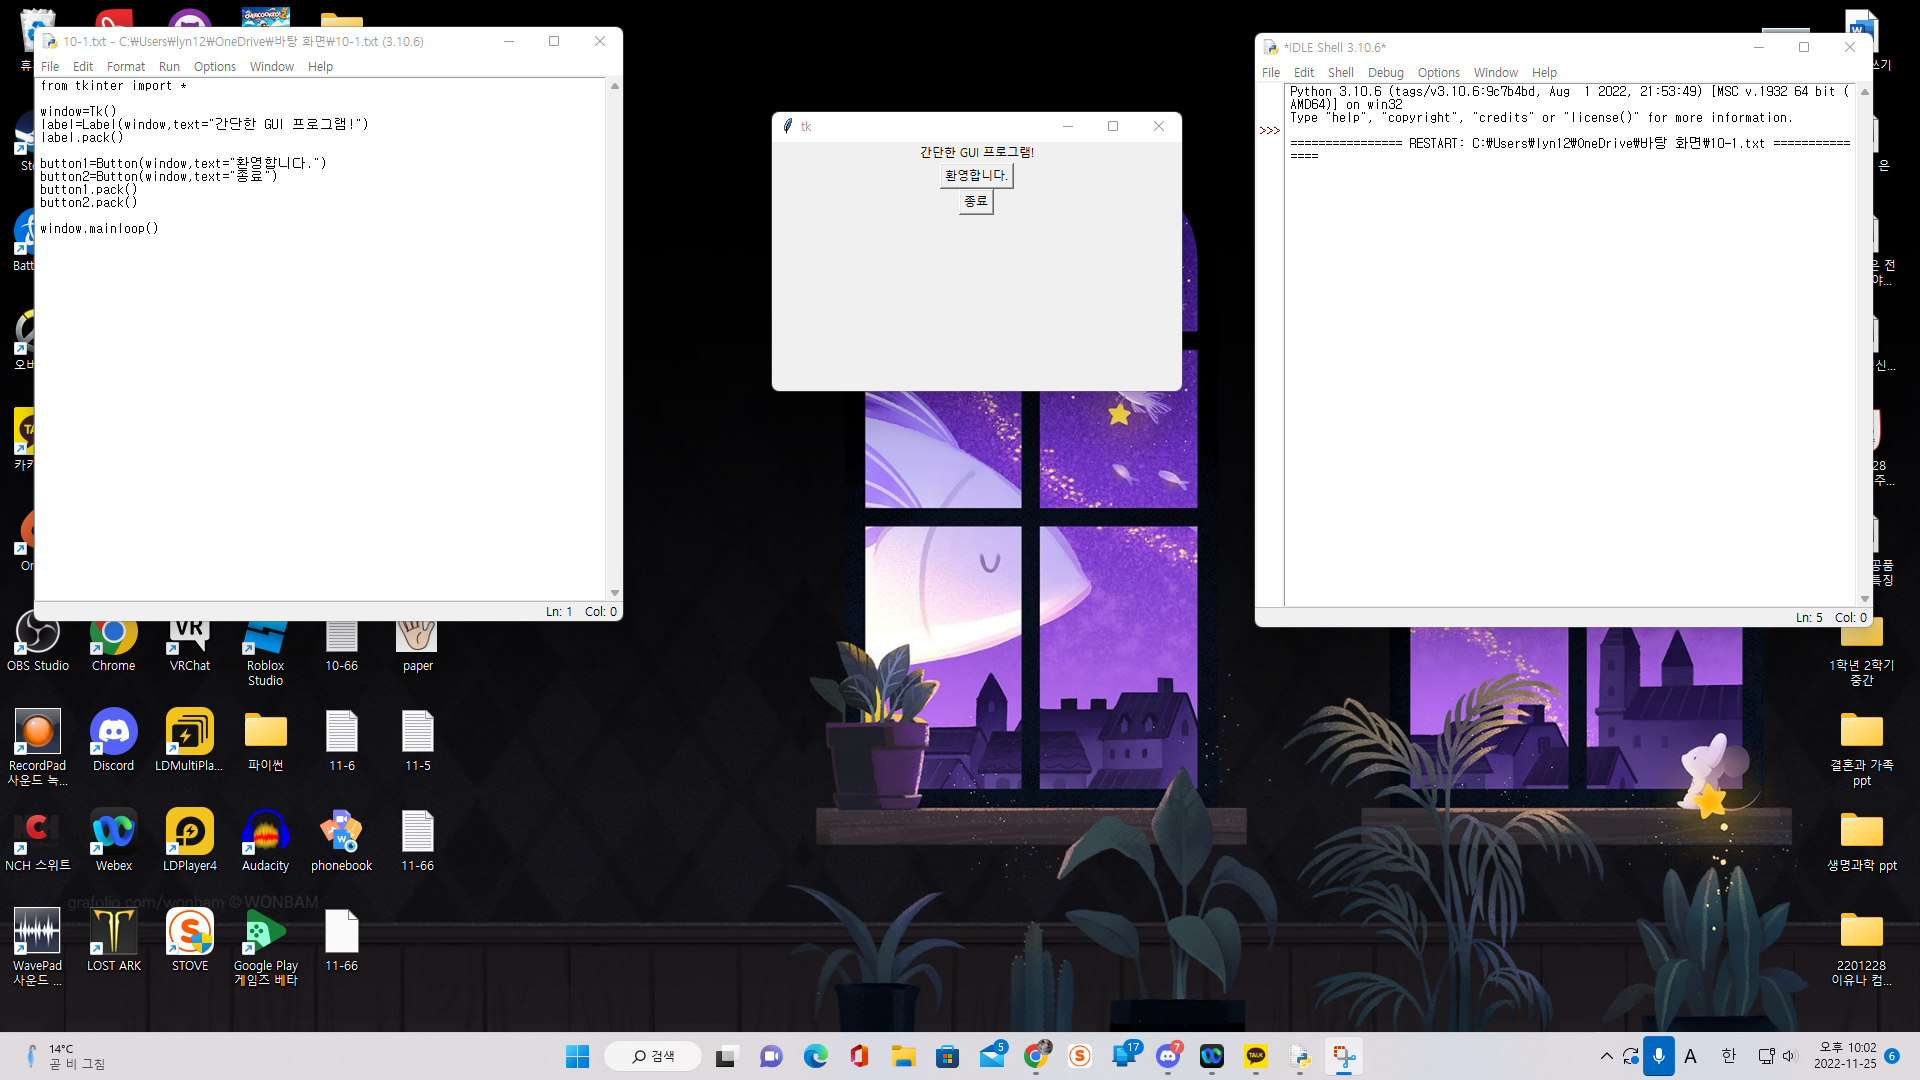 10-1.txt - C:\Users\lyn12\OneDrive\바탕 화면\10-1.txt (3.10.6)
File Edit Format Run Options Window Help
from tkinter import *
window=Tk()
label=Label(window,text="간단한 GUI 프로그램!")
label.pack()
button1=Button(window,text="환영합니다.")
button2=Button(window,text="종료")
button1.pack()
button2.pack()
window.mainloop()
Ln: 1 Col: 0
tk
간단한 GUI 프로그램!
환영합니다.
종료
*IDLE Shell 3.10.6*
File Edit Shell Debug Options Window Help
Python 3.10.6 (tags/v3.10.6:9c7b4bd, Aug  1 2022, 21:53:49) [MSC v.1932 64 bit (
AMD64)] on win32
Type "help", "copyright", "credits" or "license()" for more information.
>>>
================ RESTART: C:\Users\lyn12\OneDrive\바탕 화면\10-1.txt ===========
====
Ln: 5 Col: 0
OBS Studio
Chrome
VRChat
Roblox
Studio
10-66
paper
1학년 2학기
중간
RecordPad
사운드 녹...
Discord
LDMultiPla...
파이썬
11-6
11-5
결혼과 가족
ppt
NCH 스위트
Webex
LDPlayer4
Audacity
phonebook
11-66
생명과학 ppt
grafolio.com/wonbam ©WONBAM
WavePad
사운드 ...
LOST ARK
STOVE
Google Play
게임즈 베타
11-66
2201228
이유나 컴...
14°C
곧 비 그침
검색
5
17
7
TALK
A
한
오후 10:02
2022-11-25
6